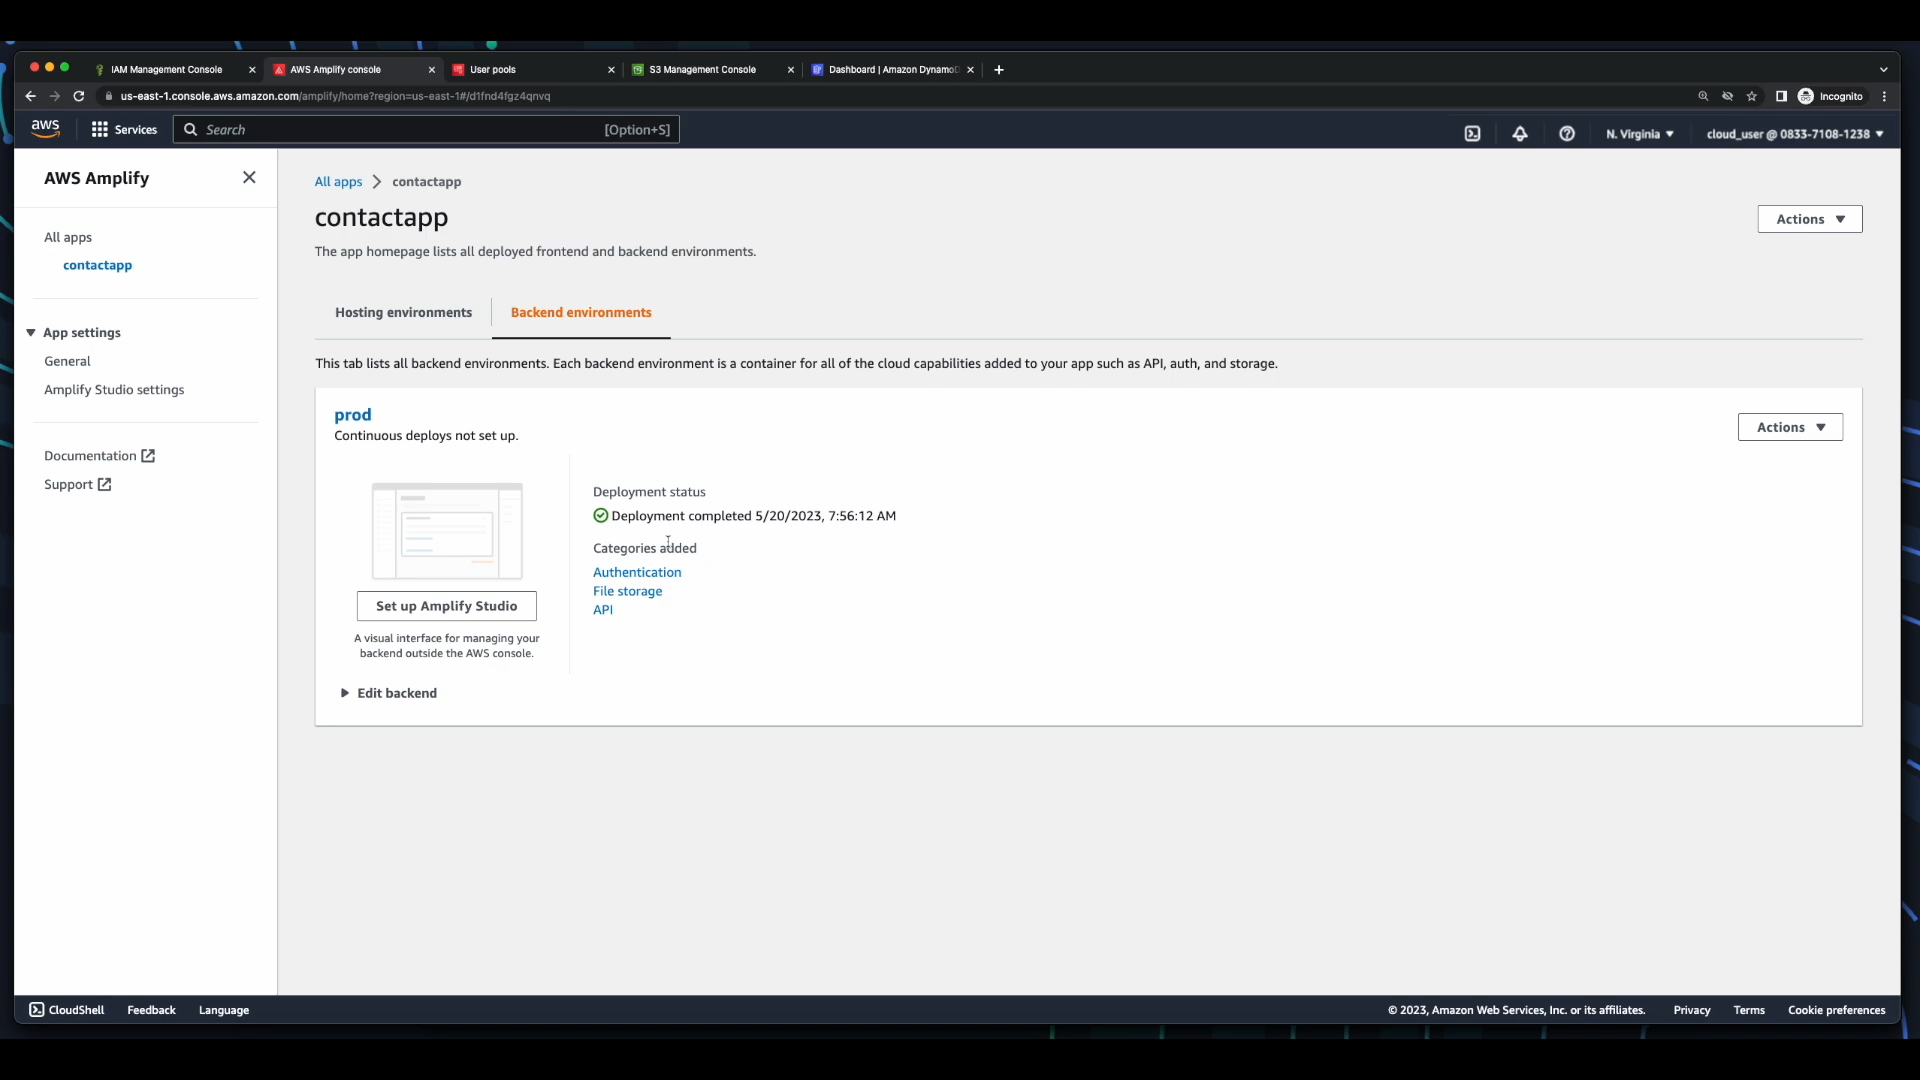 IAM Management Console
AWS Amplify console
User pools
S3 Management Console
Dashboard | Amazon Dynamo
us-east-1.console.aws.amazon.com/amplify/home?region=us-east-1#/d1fnd4fgz4qnvq
Incognito
aws
Services
Search
[Option+S]
N. Virginia
cloud_user @ 0833-7108-1238
AWS Amplify
All apps
contactapp
App settings
General
Amplify Studio settings
Documentation
Support
All apps
contactapp
contactapp
Actions
The app homepage lists all deployed frontend and backend environments.
Hosting environments
Backend environments
This tab lists all backend environments. Each backend environment is a container for all of the cloud capabilities added to your app such as API, auth, and storage.
prod
Continuous deploys not set up.
Actions
Set up Amplify Studio
A visual interface for managing your
backend outside the AWS console.
Deployment status
Deployment completed 5/20/2023, 7:56:12 AM
Categories added
Authentication
File storage
API
Edit backend
CloudShell
Feedback
Language
© 2023, Amazon Web Services, Inc. or its affiliates.
Privacy
Terms
Cookie preferences